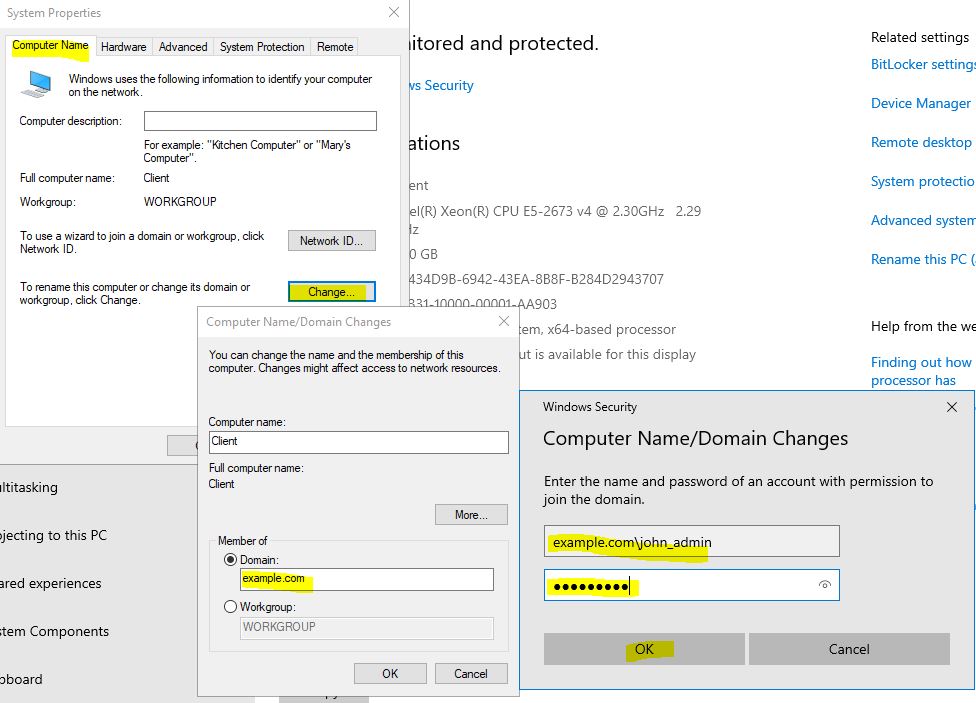 System Properties
Computer Name
Hardware
Advanced
System Protection
Remote
Windows uses the following information to identify your computer
on the network.
Computer description:
For example: "Kitchen Computer" or "Mary's
Computer".
Full computer name:
Client
Workgroup:
WORKGROUP
To use a wizard to join a domain or workgroup, click
Network ID.
Network ID...
To rename this computer or change its domain or
workgroup, click Change.
Change...
itored and protected.
ws Security
ations
ent
el(R) Xeon(R) CPU E5-2673 v4 @ 2.30GHz 2.29
Hz
0 GB
434D9B-6942-43EA-8B8F-B284D2943707
331-10000-00001-AA903
tem, x64-based processor
ut is available for this display
Related settings
BitLocker settings
Device Manager
Remote desktop
System protectio
Advanced system
Rename this PC (
Help from the we
Finding out how
processor has
Computer Name/Domain Changes
You can change the name and the membership of this
computer. Changes might affect access to network resources.
Computer name:
Client
Full computer name:
Client
More...
Member of
Domain:
example.com
Workgroup:
WORKGROUP
OK
Cancel
Windows Security
Computer Name/Domain Changes
Enter the name and password of an account with permission to
join the domain.
example.com\john_admin
●●●●●●●●●
OK
Cancel
ltitasking
jecting to this PC
ared experiences
stem Components
pboard